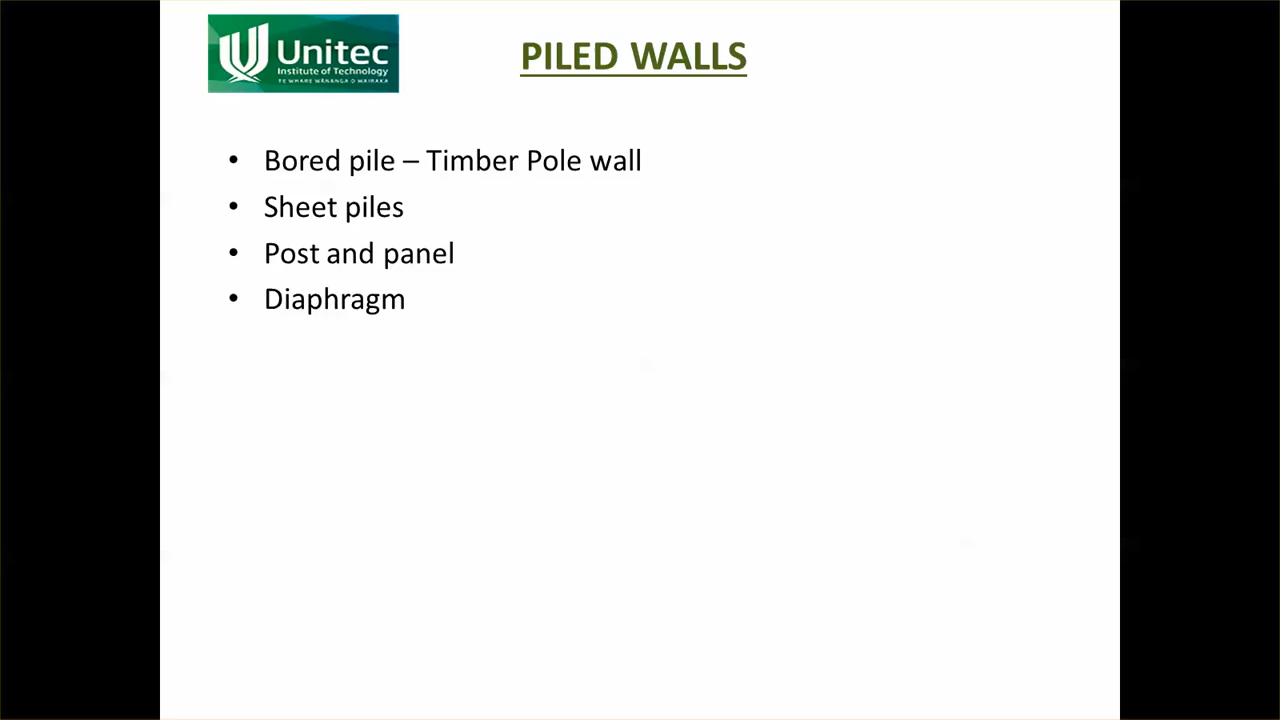 Unitec
Institute of Technology
TE WHARE WĀNANGA O WAIRAKA
PILED WALLS
• Bored pile – Timber Pole wall
• Sheet piles
• Post and panel
• Diaphragm